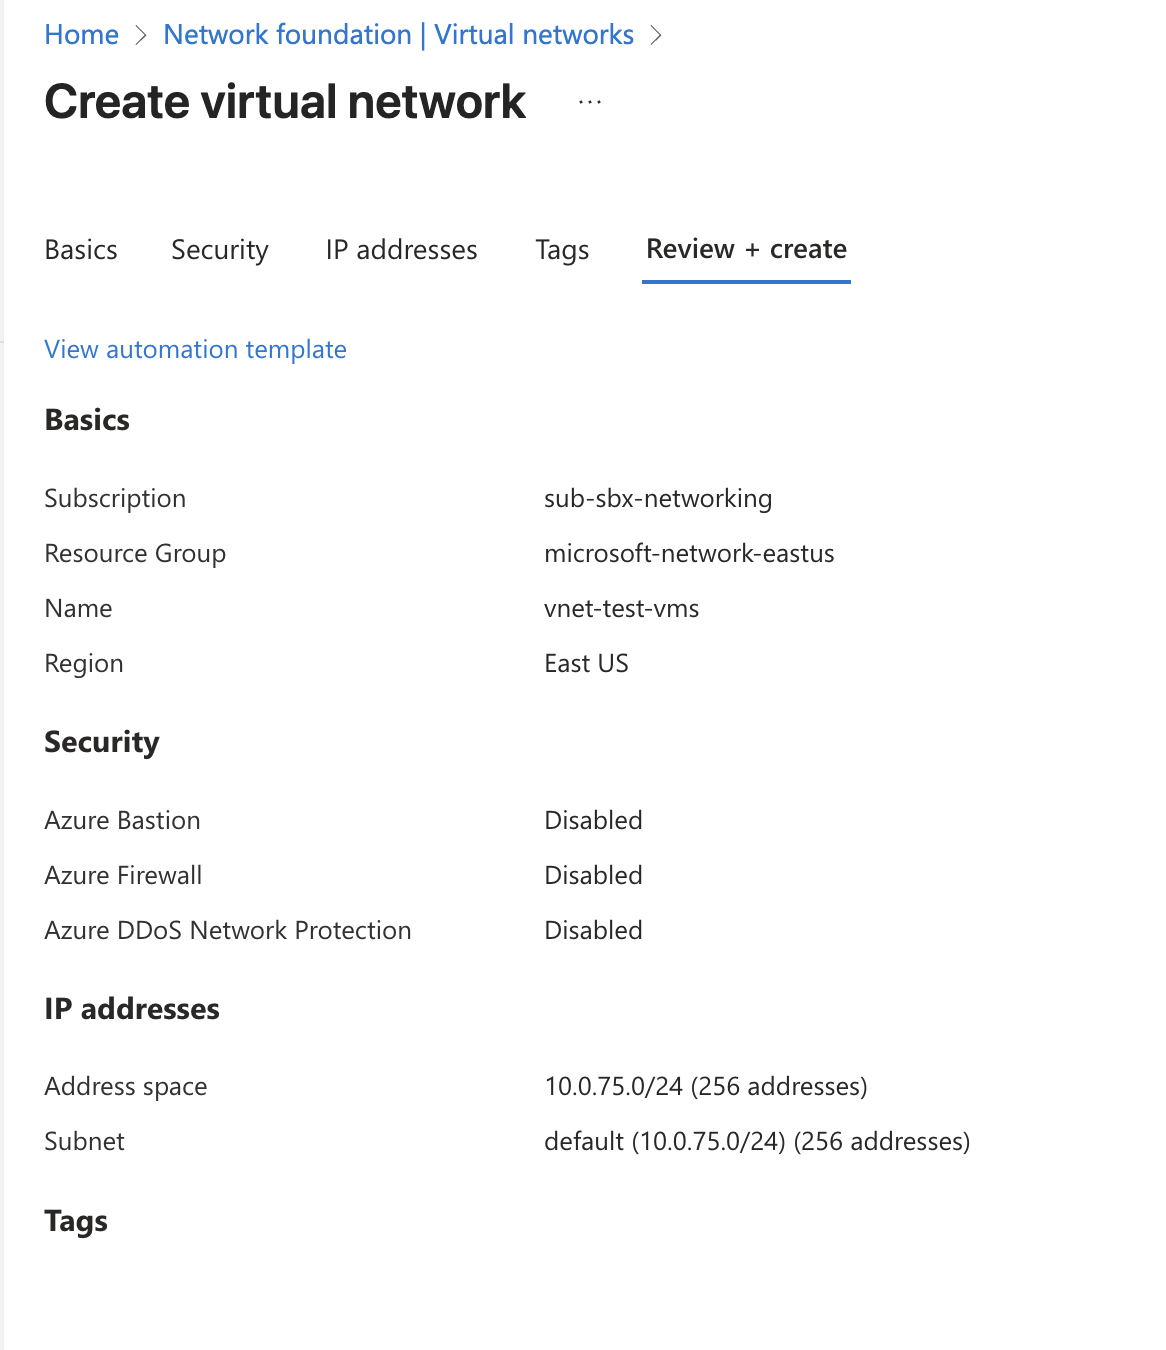 Home > Network foundation | Virtual networks >
Create virtual network ...
Basics Security IP addresses Tags Review + create
View automation template
Basics
Subscription sub-sbx-networking
Resource Group microsoft-network-eastus
Name vnet-test-vms
Region East US
Security
Azure Bastion Disabled
Azure Firewall Disabled
Azure DDoS Network Protection Disabled
IP addresses
Address space 10.0.75.0/24 (256 addresses)
Subnet default (10.0.75.0/24) (256 addresses)
Tags